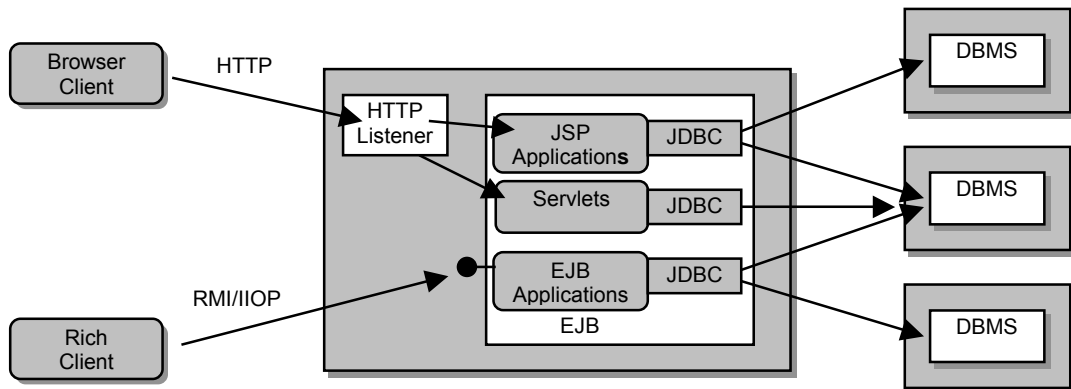 Browser
Client
HTTP
HTTP
Listener
JSP
Applications
JDBC
Servlets
JDBC
EJB
Applications
JDBC
EJB
RMI/IIOP
Rich
Client
DBMS
DBMS
DBMS